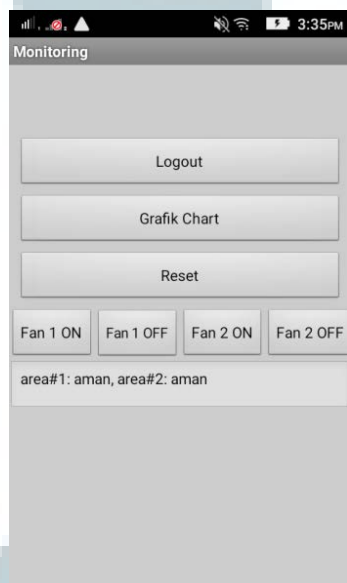 3:35PM
Monitoring
Logout
Grafik Chart
Reset
Fan 1 ON Fan 1 OFF Fan 2 ON Fan 2 OFF
area#1: aman, area#2: aman